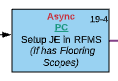 Async
19-4
PC
Setup JE in RFMS
(If has Flooring
Scopes)